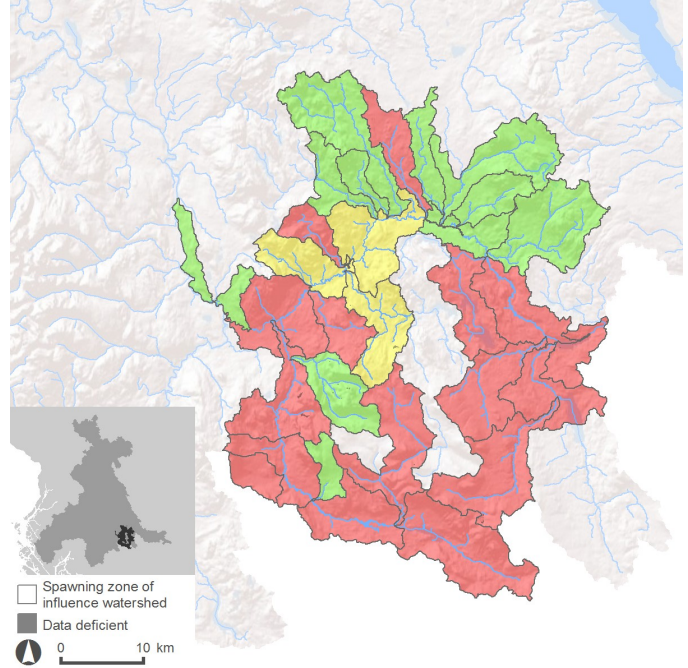 Spawning zone of
influence watershed
Data deficient
0 10 km